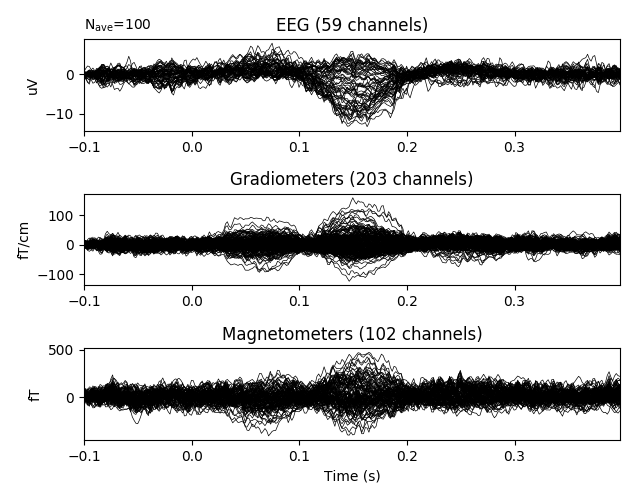 N_ave=100
EEG (59 channels)
0
−10
uV
−0.1 0.0 0.1 0.2 0.3
Gradiometers (203 channels)
100
0
−100
fT/cm
−0.1 0.0 0.1 0.2 0.3
Magnetometers (102 channels)
500
0
fT
−0.1 0.0 0.1 0.2 0.3
Time (s)